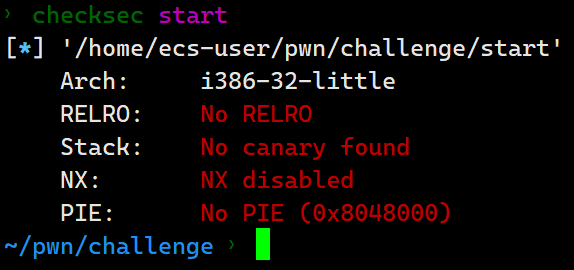 › checksec start
[*] '/home/ecs-user/pwn/challenge/start'
Arch: i386-32-little
RELRO: No RELRO
Stack: No canary found
NX: NX disabled
PIE: No PIE (0x8048000)
~/pwn/challenge ›